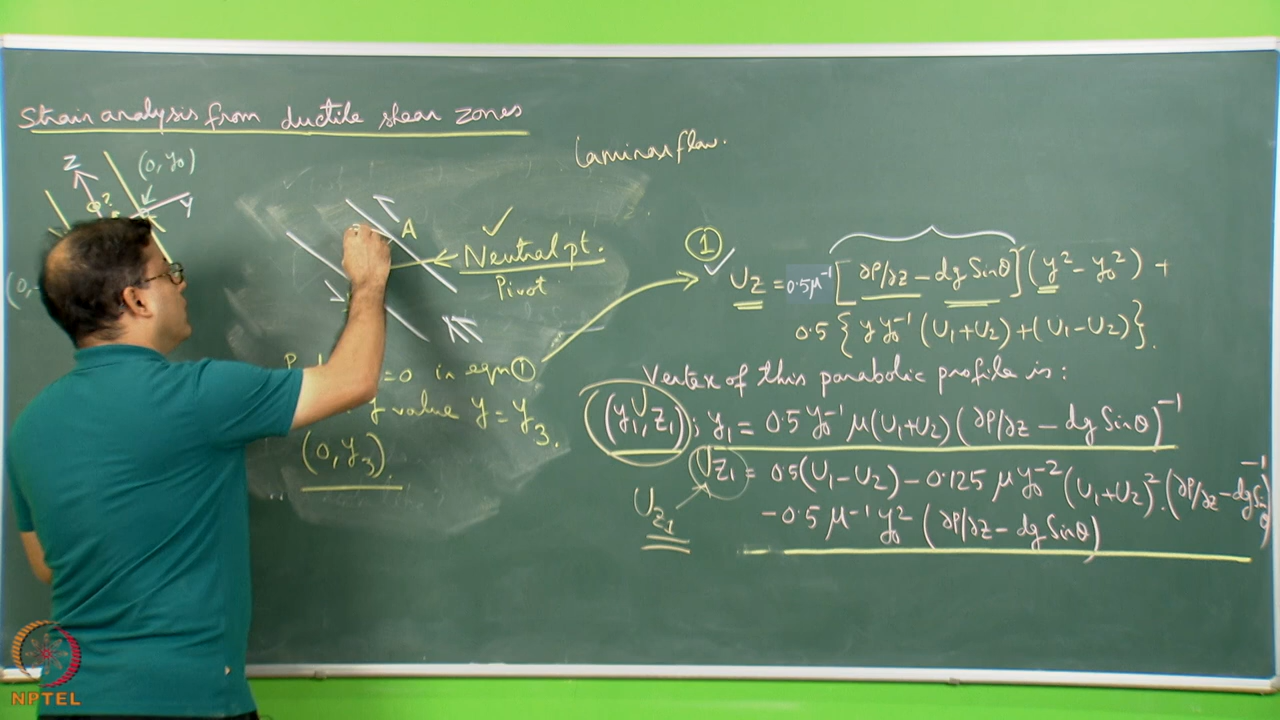 Strain analysis from ductile shear zones
Laminar flow.
Z
(0, y₀)
Y
?
(0,
A
✓
Neutral pt.
Pivot
=0 in eqn ①
y value y = y₃.
(0, y₃).
①
✓
U_Z = 0.5μ⁻¹ [∂P/∂z − dg Sinθ] (y² − y₀²) +
0.5 { y y₀⁻¹ (U₁+U₂) + (U₁−U₂) }.
Vertex of this parabolic profile is:
(y₁, U_Z₁) ; y₁ = 0.5 y₀⁻¹ μ(U₁+U₂) (∂P/∂z − dg Sinθ)⁻¹
U_Z₁ = 0.5(U₁−U₂) − 0.125 μ y₀⁻² (U₁+U₂)². (∂P/∂z − dg Sinθ)⁻¹
−0.5 μ⁻¹ y₀² (∂P/∂z − dg Sinθ)
U_Z₁
NPTEL